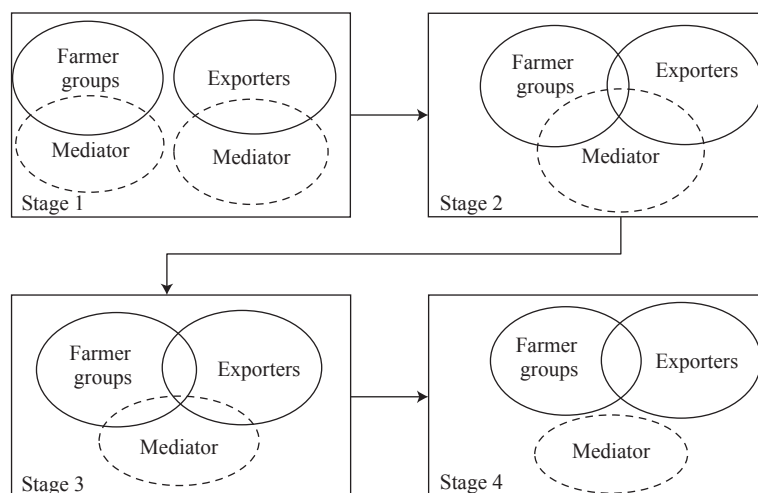 Farmer
groups
Exporters
Mediator
Mediator
Stage 1
Farmer
groups
Exporters
Mediator
Stage 2
Farmer
groups
Exporters
Mediator
Stage 3
Farmer
groups
Exporters
Mediator
Stage 4